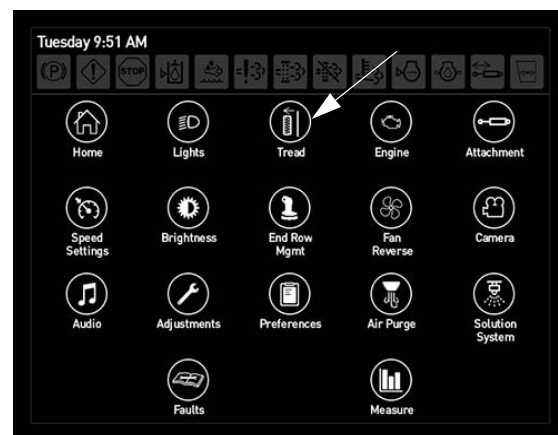 Tuesday 9:51 AM
(P) STOP
Home Lights Tread Engine Attachment
Speed Settings Brightness End Row Mgmt Fan Reverse Camera
Audio Adjustments Preferences Air Purge Solution System
Faults Measure